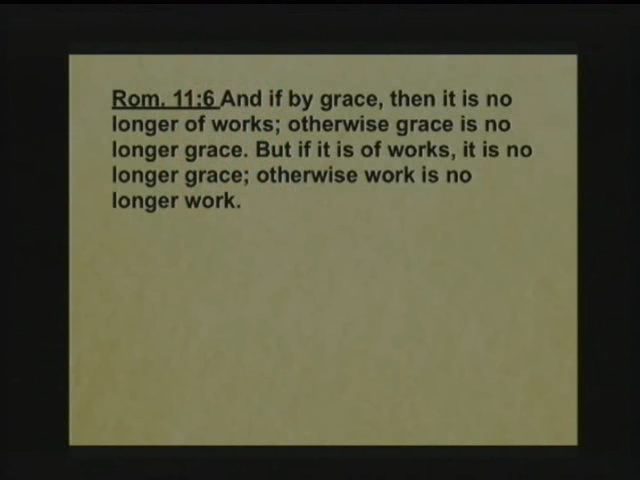 Rom. 11:6 And if by grace, then it is no
longer of works; otherwise grace is no
longer grace. But if it is of works, it is no
longer grace; otherwise work is no
longer work.